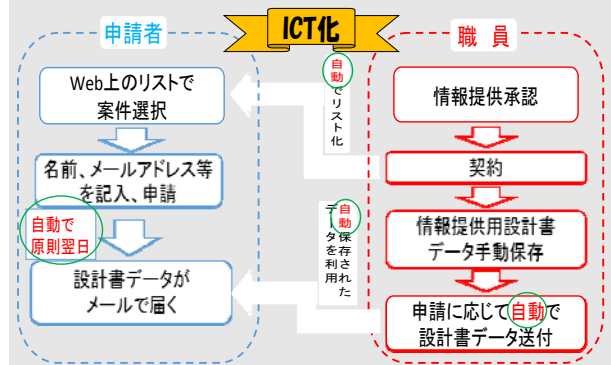 ICT化
申請者
Web上のリストで
案件選択
名前、メールアドレス等
を記入、申請
自動で
原則翌日
設計書データが
メールで届く
自動でリスト化
自動保存された
データを利用
職 員
情報提供承認
契約
情報提供用設計書
データ手動保存
申請に応じて自動で
設計書データ送付